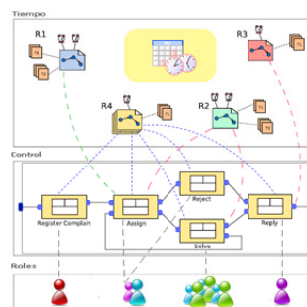 Tiempo
R1
R3
R4
R2
Control
Reject
Register Complain
Assign
Reply
Solve
Roles